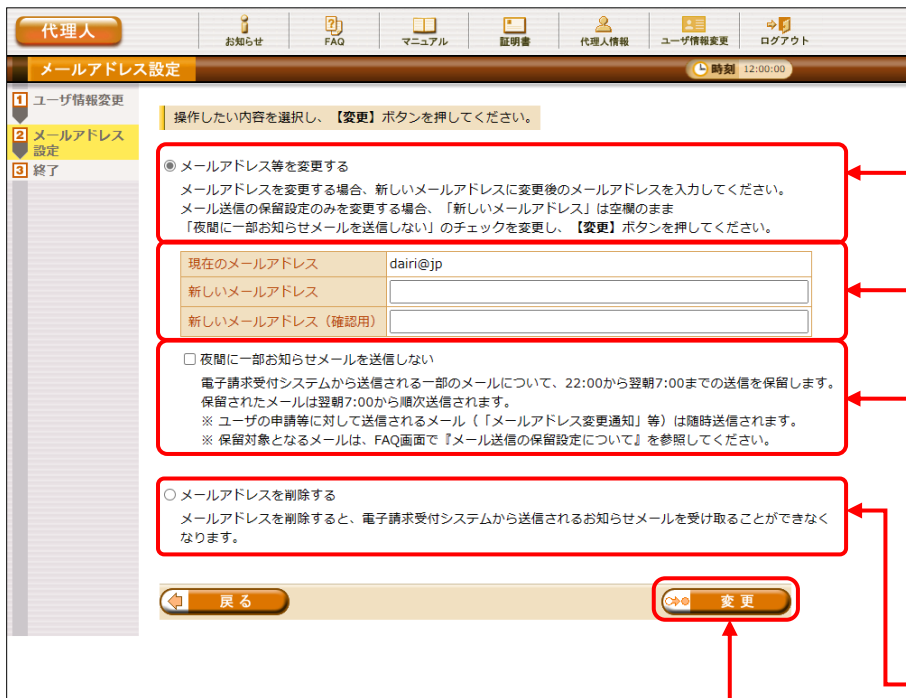 代理人
お知らせ
FAQ
マニュアル
証明書
代理人情報
ユーザ情報変更
ログアウト
メールアドレス設定
時刻 12:00:00
1 ユーザ情報変更
2 メールアドレス
設定
3 終了
操作したい内容を選択し、【変更】ボタンを押してください。
メールアドレス等を変更する
メールアドレスを変更する場合、新しいメールアドレスに変更後のメールアドレスを入力してください。
メール送信の保留設定のみを変更する場合、「新しいメールアドレス」は空欄のまま
「夜間に一部お知らせメールを送信しない」のチェックを変更し、【変更】ボタンを押してください。
現在のメールアドレス dairi@jp
新しいメールアドレス
新しいメールアドレス（確認用）
夜間に一部お知らせメールを送信しない
電子請求受付システムから送信される一部のメールについて、22:00から翌朝7:00までの送信を保留します。
保留されたメールは翌朝7:00から順次送信されます。
※ ユーザの申請等に対して送信されるメール（「メールアドレス変更通知」等）は随時送信されます。
※ 保留対象となるメールは、FAQ画面で『メール送信の保留設定について』を参照してください。
メールアドレスを削除する
メールアドレスを削除すると、電子請求受付システムから送信されるお知らせメールを受け取ることができなく
なります。
戻る
変更